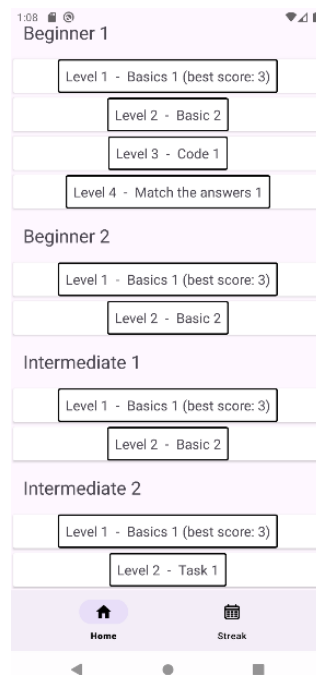 1:08
Beginner 1
Level 1 - Basics 1 (best score: 3)
Level 2 - Basic 2
Level 3 - Code 1
Level 4 - Match the answers 1
Beginner 2
Level 1 - Basics 1 (best score: 3)
Level 2 - Basic 2
Intermediate 1
Level 1 - Basics 1 (best score: 3)
Level 2 - Basic 2
Intermediate 2
Level 1 - Basics 1 (best score: 3)
Level 2 - Task 1
Home Streak